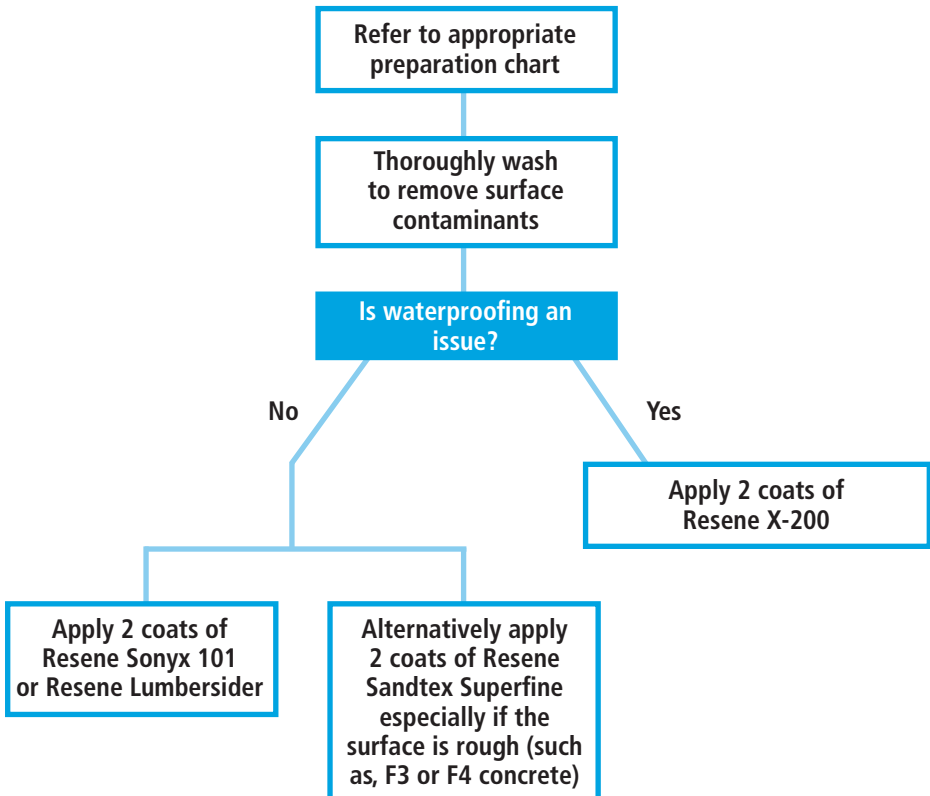 Refer to appropriate
preparation chart
Thoroughly wash
to remove surface
contaminants
Is waterproofing an
issue?
No
Yes
Apply 2 coats of
Resene X-200
Apply 2 coats of
Resene Sonyx 101
or Resene Lumbersider
Alternatively apply
2 coats of Resene
Sandtex Superfine
especially if the
surface is rough (such
as, F3 or F4 concrete)